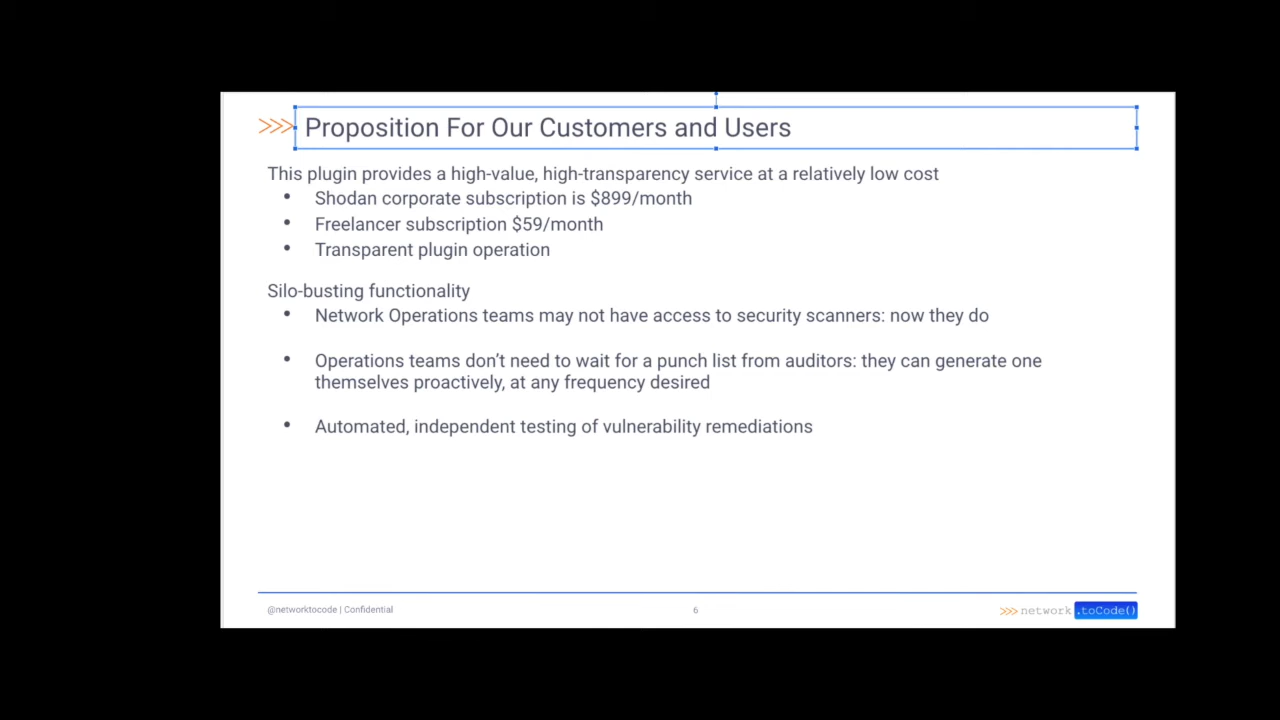 >>> Proposition For Our Customers and Users
This plugin provides a high-value, high-transparency service at a relatively low cost
• Shodan corporate subscription is $899/month
• Freelancer subscription $59/month
• Transparent plugin operation
Silo-busting functionality
• Network Operations teams may not have access to security scanners: now they do
• Operations teams don’t need to wait for a punch list from auditors: they can generate one
themselves proactively, at any frequency desired
• Automated, independent testing of vulnerability remediations
@networktocode | Confidential
6
>>> network .toCode()